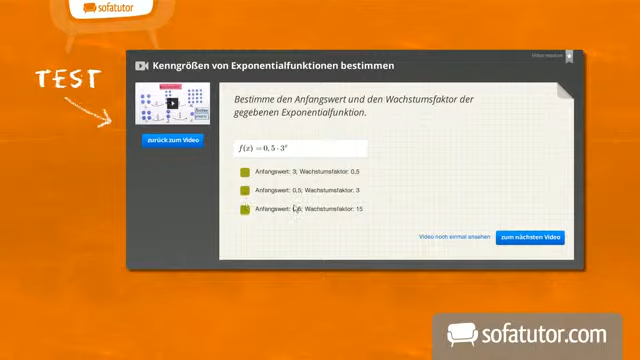 sofatutor
TEST
Kenngrößen von Exponentialfunktionen bestimmen
zurück zum Video
Bestimme den Anfangswert und den Wachstumsfaktor der
gegebenen Exponentialfunktion.
f(x) = 0,5 · 3ˣ
Anfangswert: 3; Wachstumsfaktor: 0,5
Anfangswert: 0,5; Wachstumsfaktor: 3
Anfangswert: Wachstumsfaktor: 15
Video noch einmal ansehen
zum nächsten Video
sofatutor.com